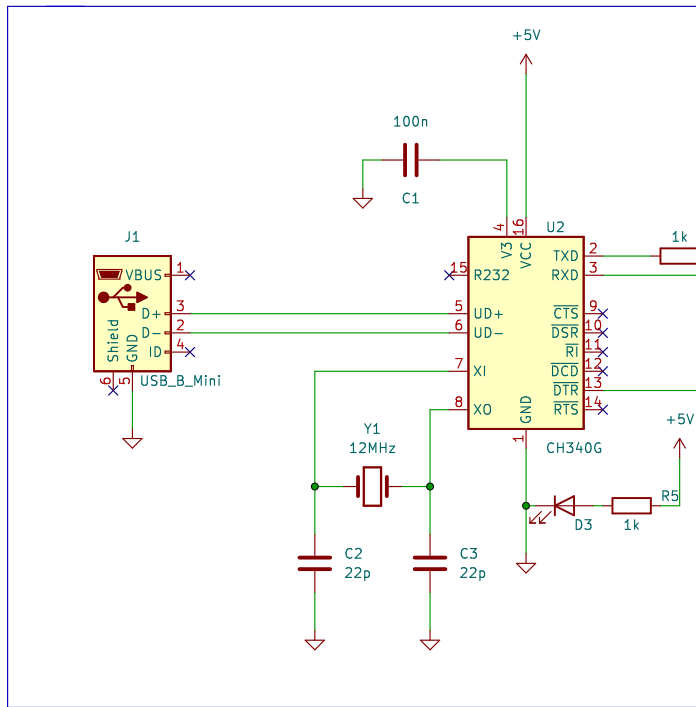 +5V
100n
C1
J1
U2
1k
4
16
V3
VCC
TXD
2
RXD
3
VBUS
1
15
R232
D+
3
5
UD+
CTS
9
D-
2
6
UD-
DSR
10
ID
4
RI
11
Shield
GND
7
XI
DCD
12
6
5
USB_B_Mini
DTR
13
8
XO
GND
RTS
14
1
CH340G
+5V
Y1
12MHz
R5
D3
1k
C2
22p
C3
22p